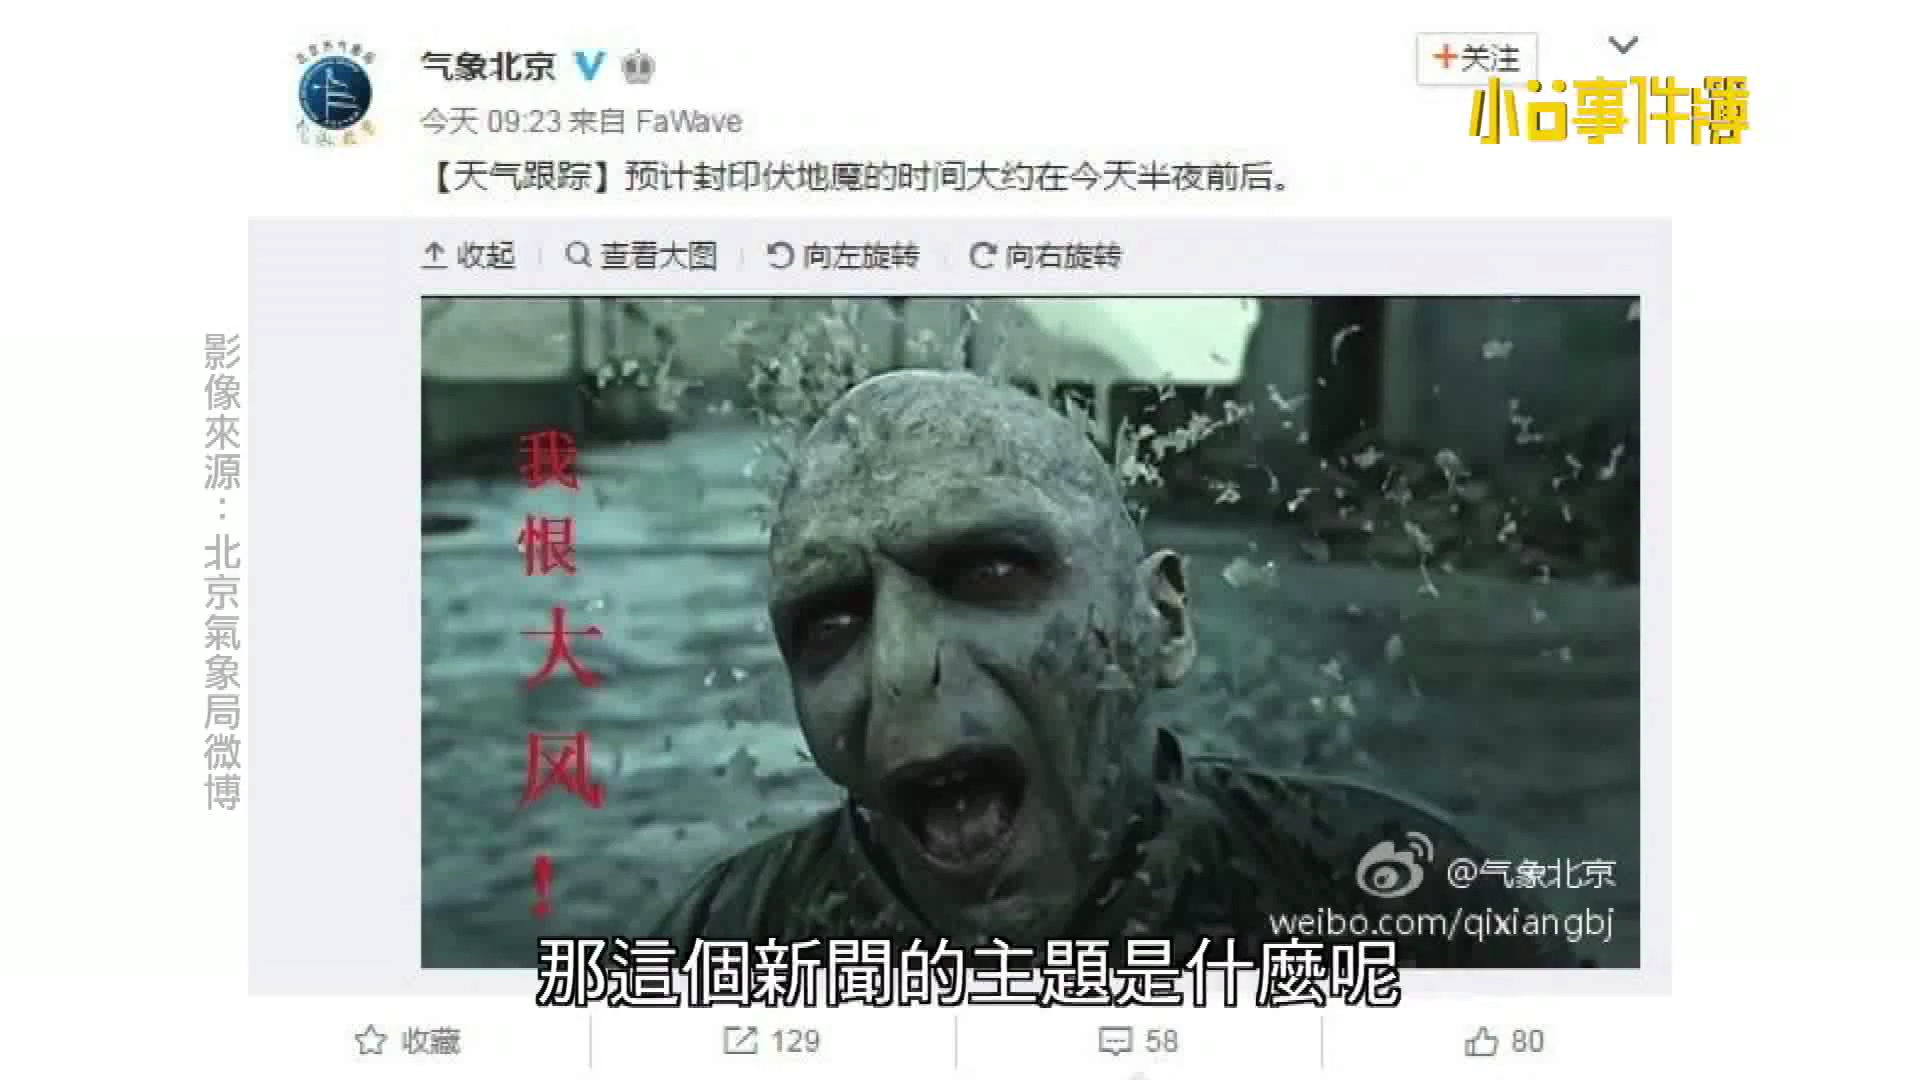 气象北京
+关注
小谷事件簿
今天 09:23 来自 FaWave
【天气跟踪】预计封印伏地魔的时间大约在今天半夜前后。
收起
查看大图
向左旋转
向右旋转
影像來源：北京氣象局微博
我恨大风！
@气象北京
weibo.com/qixiangbj
那這個新聞的主題是什麼呢
收藏
129
58
80